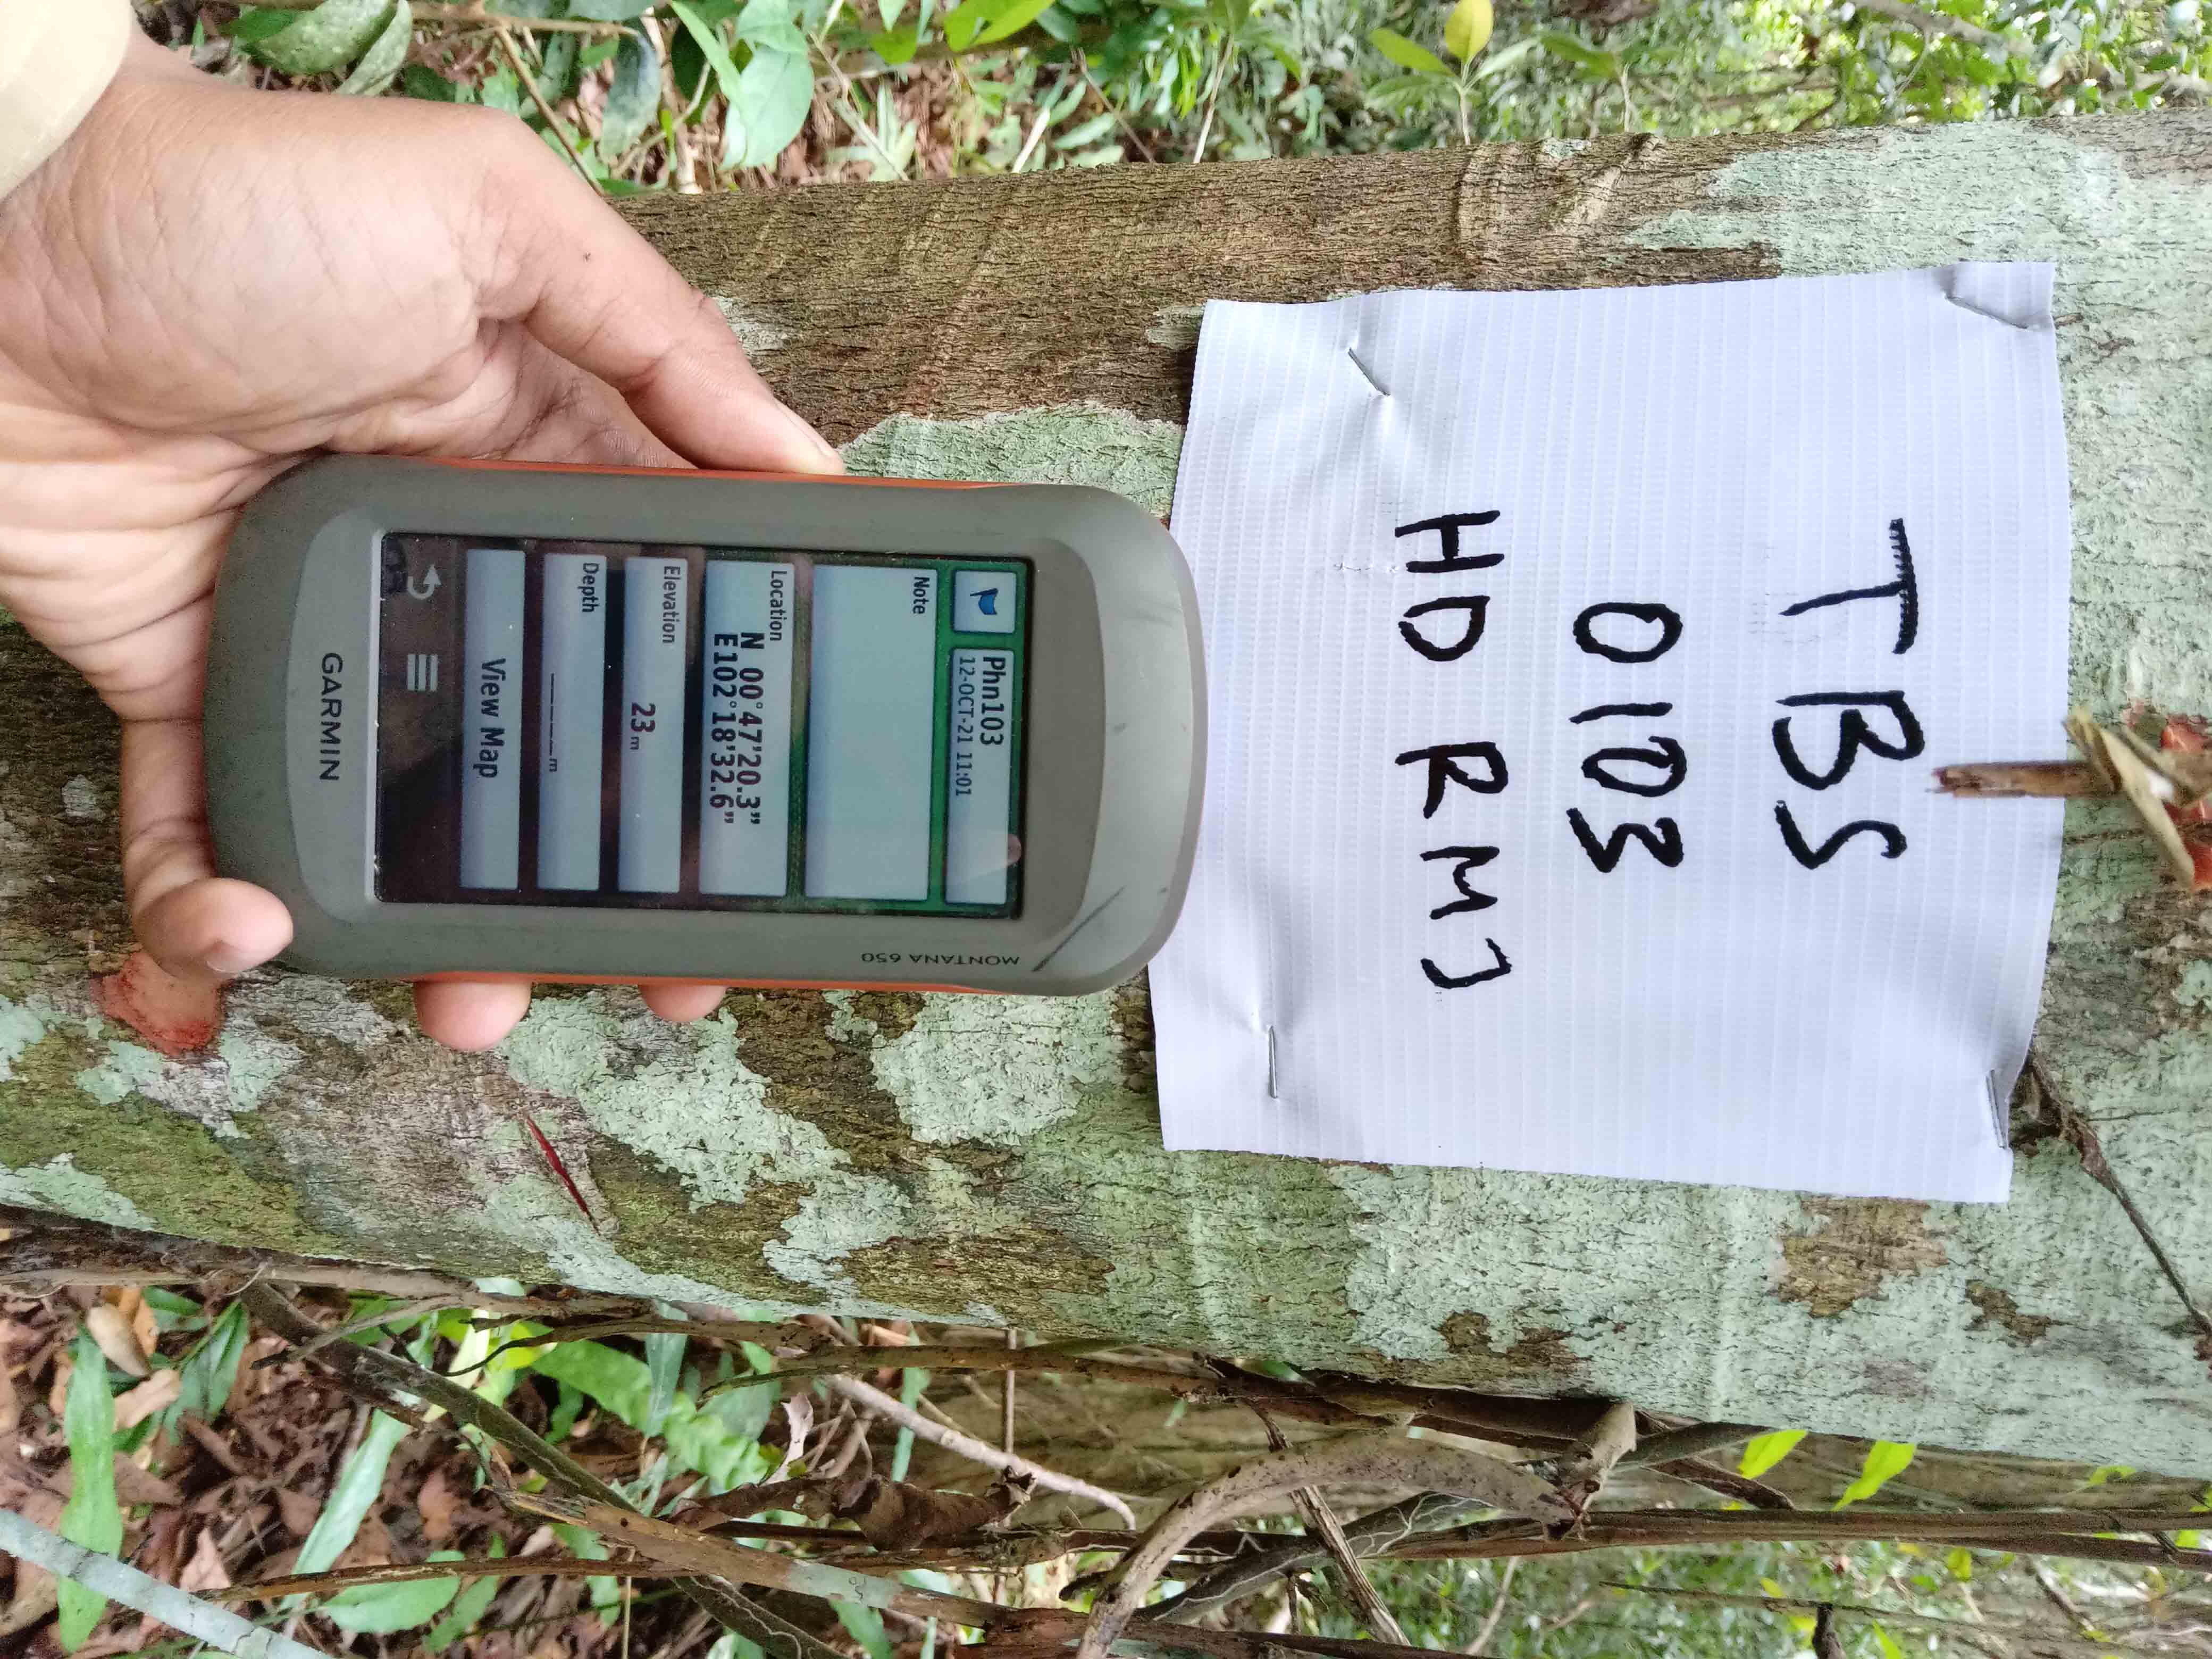 TBS
0103
HD RMJ
MONTANA 650
Phn103
12-OCT-21 11:01
Note
Location
N 00°47'20.3"
E102°18'32.6"
Elevation
23 m
Depth
_____ m
View Map
GARMIN